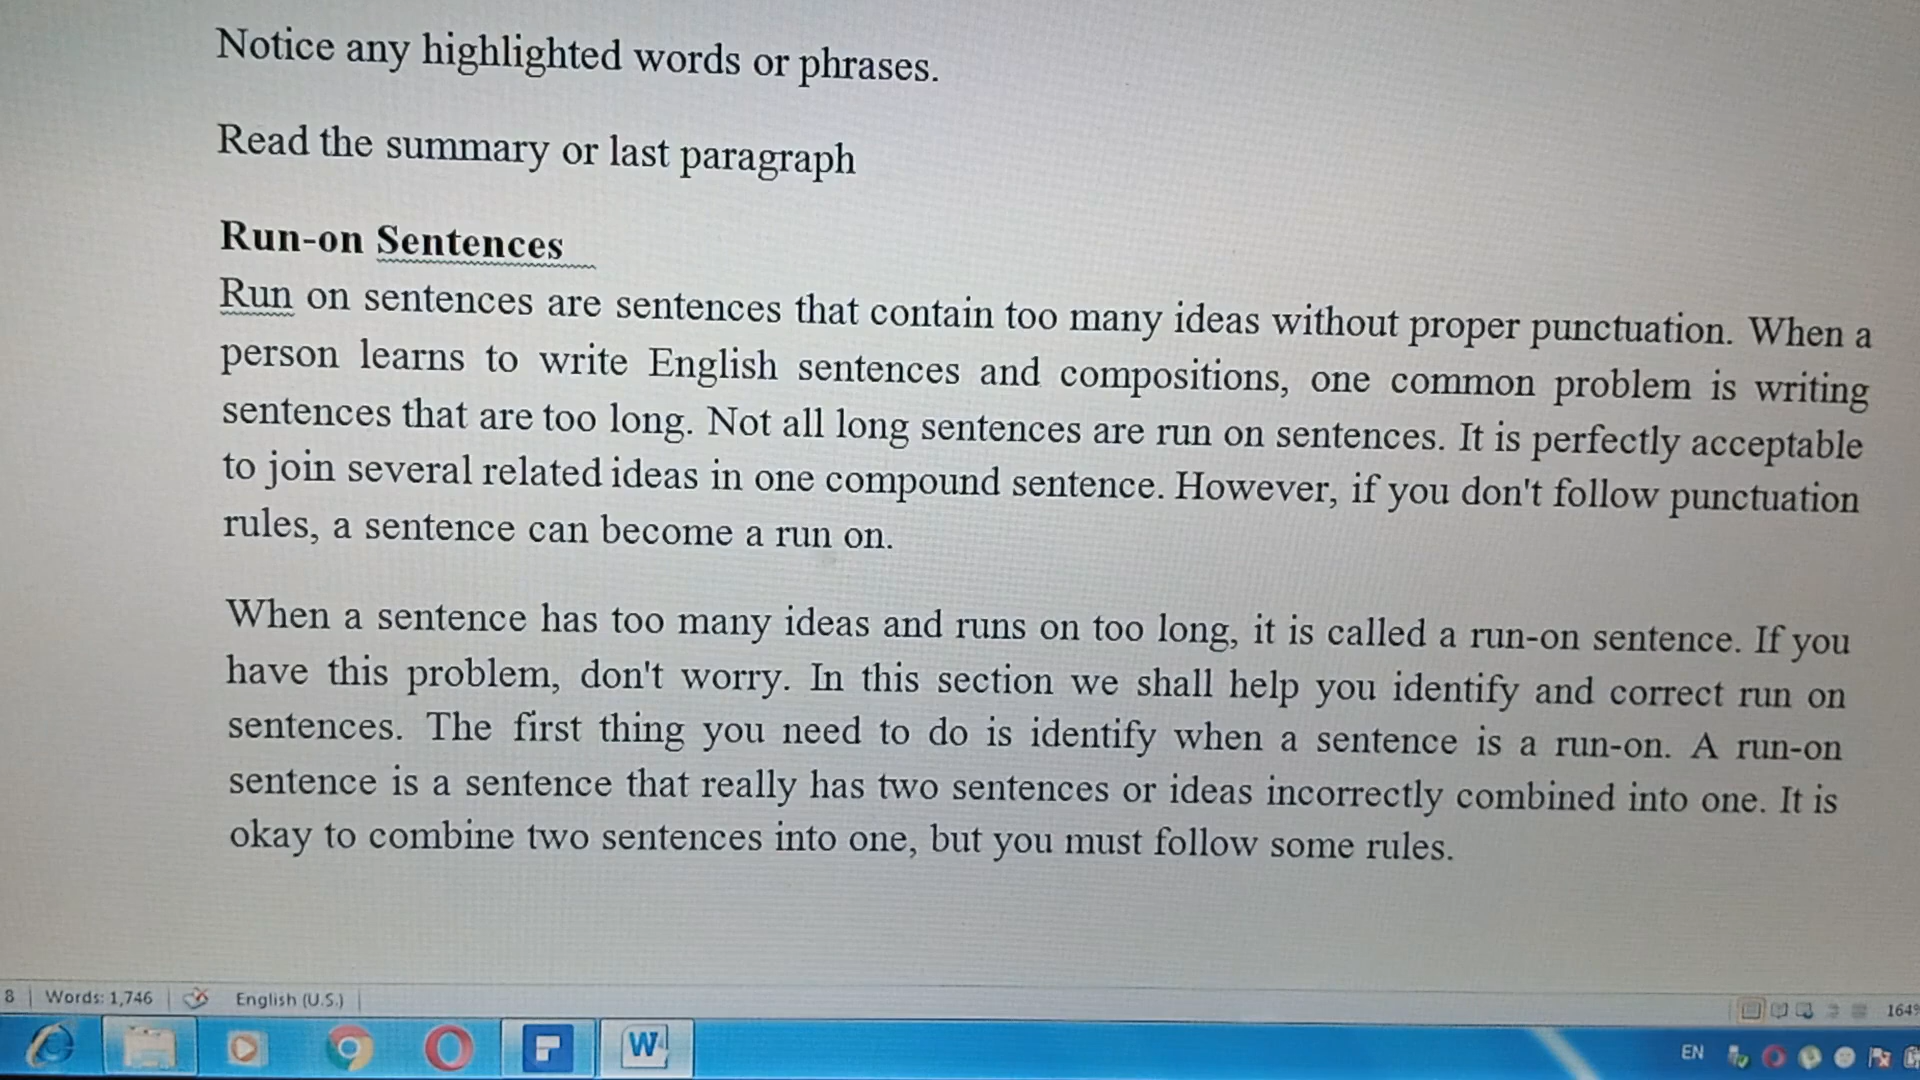 Notice any highlighted words or phrases.
Read the summary or last paragraph
Run-on Sentences
Run on sentences are sentences that contain too many ideas without proper punctuation. When a
person learns to write English sentences and compositions, one common problem is writing
sentences that are too long. Not all long sentences are run on sentences. It is perfectly acceptable
to join several related ideas in one compound sentence. However, if you don't follow punctuation
rules, a sentence can become a run on.
When a sentence has too many ideas and runs on too long, it is called a run-on sentence. If you
have this problem, don't worry. In this section we shall help you identify and correct run on
sentences. The first thing you need to do is identify when a sentence is a run-on. A run-on
sentence is a sentence that really has two sentences or ideas incorrectly combined into one. It is
okay to combine two sentences into one, but you must follow some rules.
8 Words: 1,746 English (U.S.) 164%
W EN